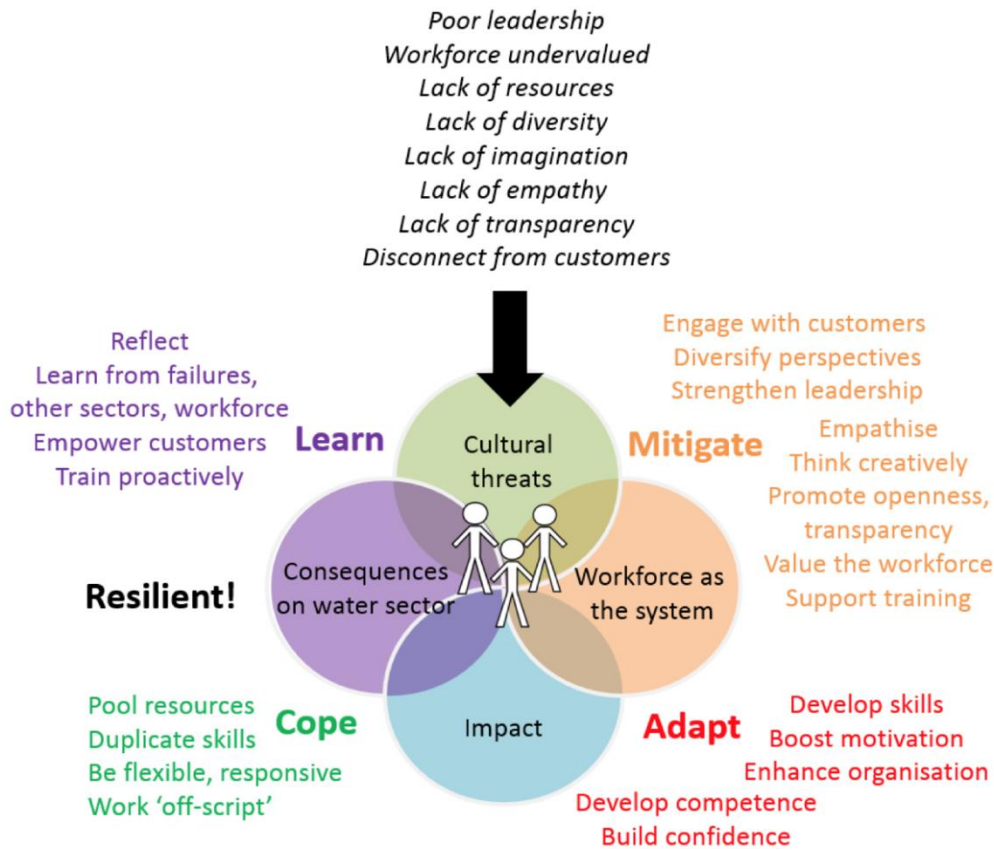 Poor leadership
Workforce undervalued
Lack of resources
Lack of diversity
Lack of imagination
Lack of empathy
Lack of transparency
Disconnect from customers
Reflect
Learn from failures,
other sectors, workforce
Empower customers
Train proactively
Learn
Cultural
threats
Engage with customers
Diversify perspectives
Strengthen leadership
Mitigate
Empathise
Think creatively
Promote openness,
transparency
Value the workforce
Support training
Resilient!
Consequences
on water sector
Workforce as
the system
Pool resources
Duplicate skills
Be flexible, responsive
Work ‘off-script’
Cope
Impact
Adapt
Develop skills
Boost motivation
Enhance organisation
Develop competence
Build confidence